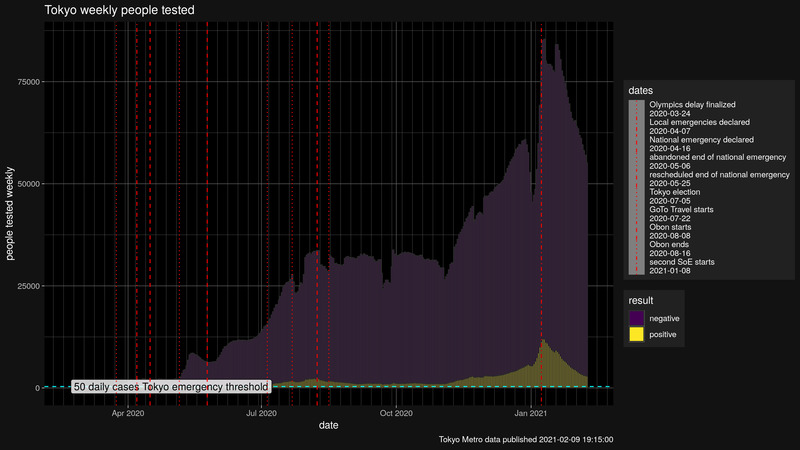 Tokyo weekly people tested
people tested weekly
75000
50000
25000
0
50 daily cases Tokyo emergency threshold
Apr 2020
Jul 2020
Oct 2020
Jan 2021
date
Tokyo Metro data published 2021-02-09 19:15:00
dates
Olympics delay finalized
2020-03-24
Local emergencies declared
2020-04-07
National emergency declared
2020-04-16
abandoned end of national emergency
2020-05-06
rescheduled end of national emergency
2020-05-25
Tokyo election
2020-07-05
GoTo Travel starts
2020-07-22
Obon starts
2020-08-08
Obon ends
2020-08-16
second SoE starts
2021-01-08
result
negative
positive